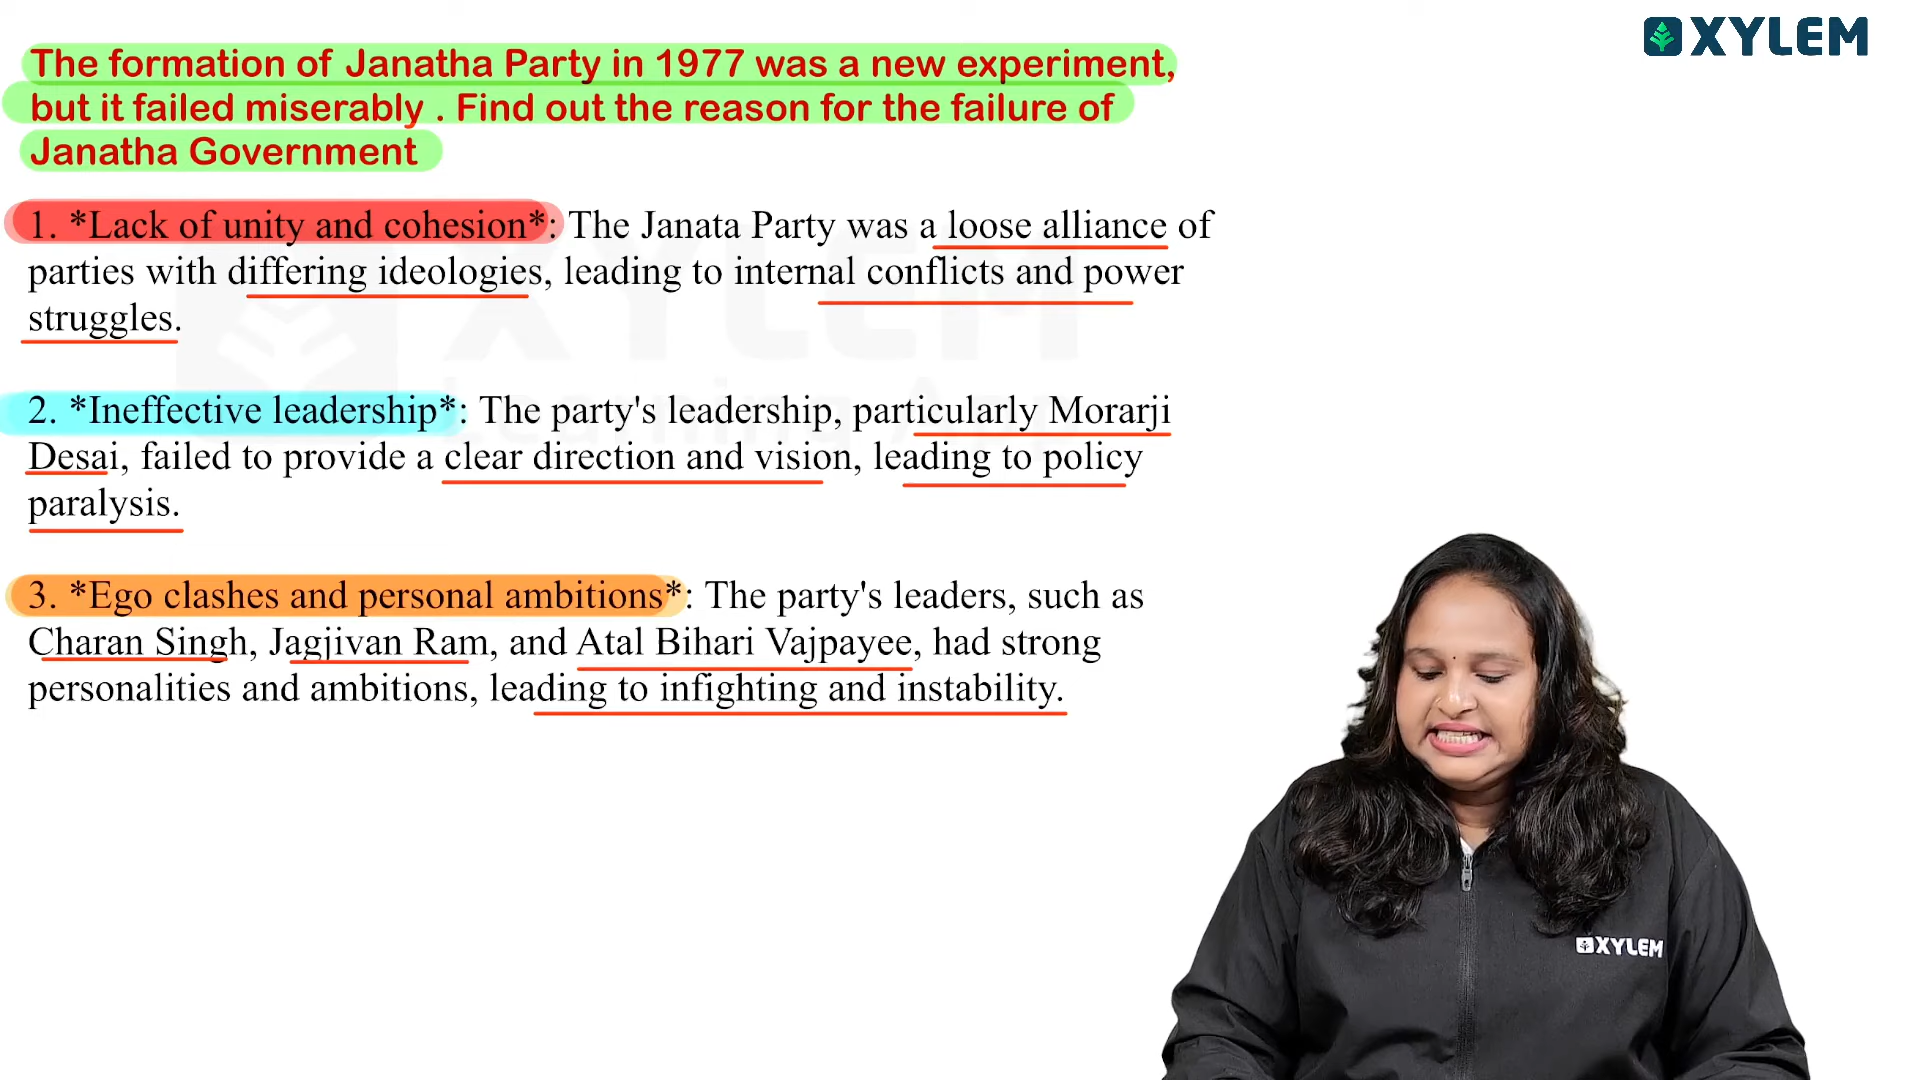 XYLEM
The formation of Janatha Party in 1977 was a new experiment,
but it failed miserably . Find out the reason for the failure of
Janatha Government
1. *Lack of unity and cohesion*: The Janata Party was a loose alliance of
parties with differing ideologies, leading to internal conflicts and power
struggles.
2. *Ineffective leadership*: The party's leadership, particularly Morarji
Desai, failed to provide a clear direction and vision, leading to policy
paralysis.
3. *Ego clashes and personal ambitions*: The party's leaders, such as
Charan Singh, Jagjivan Ram, and Atal Bihari Vajpayee, had strong
personalities and ambitions, leading to infighting and instability.
XYLEM
XYLEM